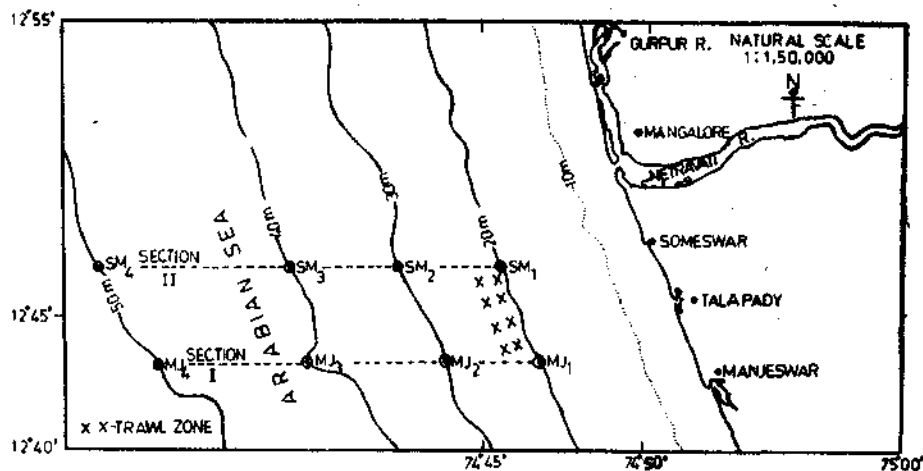 12°55'
GURPUR R.
NATURAL SCALE
1:1,50,000
N
MANGALORE
NETRAVATI R.
10m
20m
30m
40m
50m
ARABIAN SEA
SOMESWAR
SM4
SECTION
II
SM3
SM2
SM1
TALAPADY
12°45'
MJ4
SECTION
I
MJ3
MJ2
MJ1
MANJESWAR
x x-TRAWL ZONE
12°40'
74°45'
74°50'
75°00'